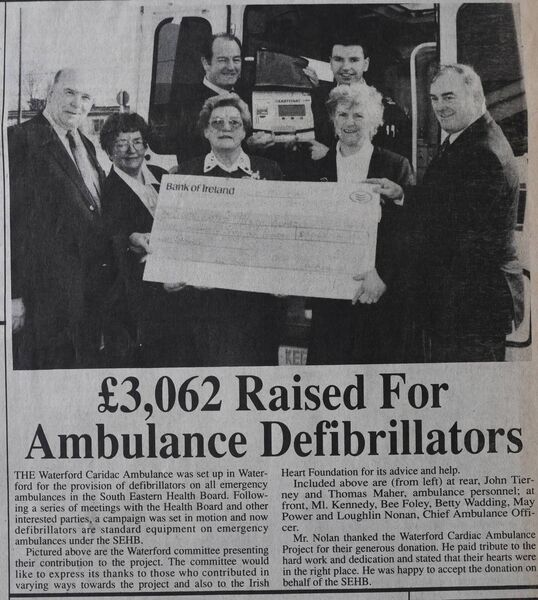 Bank of Ireland
£3,062 Raised For
Ambulance Defibrillators
THE Waterford Caridac Ambulance was set up in Water-
ford for the provision of defibrillators on all emergency
ambulances in the South Eastern Health Board. Follow-
ing a series of meetings with the Health Board and other
interested parties, a campaign was set in motion and now
defibrillators are standard equipment on emergency
ambulances under the SEHB.
Pictured above are the Waterford committee presenting
their contribution to the project. The committee would
like to express its thanks to those who contributed in
varying ways towards the project and also to the Irish
Heart Foundation for its advice and help.
Included above are (from left) at rear, John Tier-
ney and Thomas Maher, ambulance personnel; at
front, Ml. Kennedy, Bee Foley, Betty Wadding, May
Power and Loughlin Nonan, Chief Ambulance Offi-
cer.
Mr. Nolan thanked the Waterford Cardiac Ambulance
Project for their generous donation. He paid tribute to the
hard work and dedication and stated that their hearts were
in the right place. He was happy to accept the donation on
behalf of the SEHB.